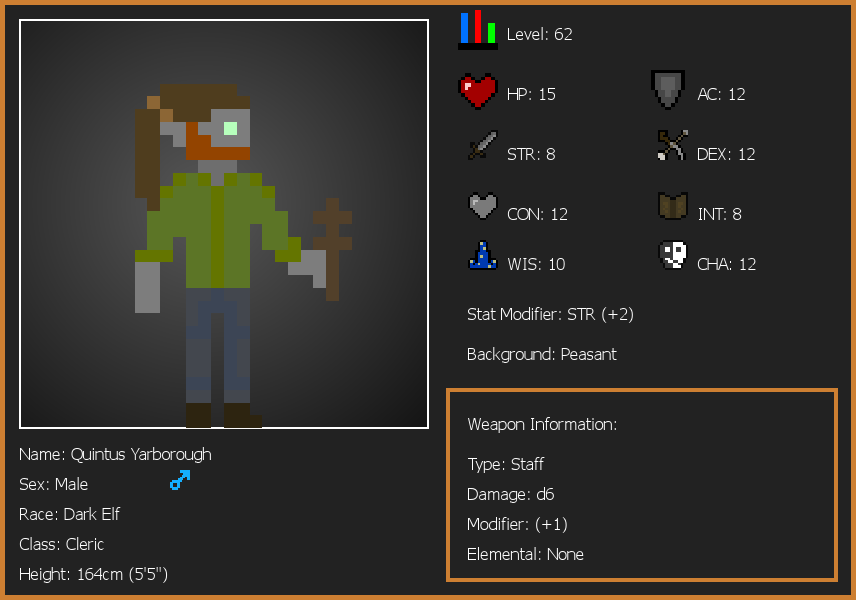 Level: 62
HP: 15
AC: 12
STR: 8
DEX: 12
CON: 12
INT: 8
WIS: 10
CHA: 12
Stat Modifier: STR (+2)
Background: Peasant
Weapon Information:
Type: Staff
Damage: d6
Modifier: (+1)
Elemental: None
Name: Quintus Yarborough
Sex: Male
Race: Dark Elf
Class: Cleric
Height: 164cm (5'5")